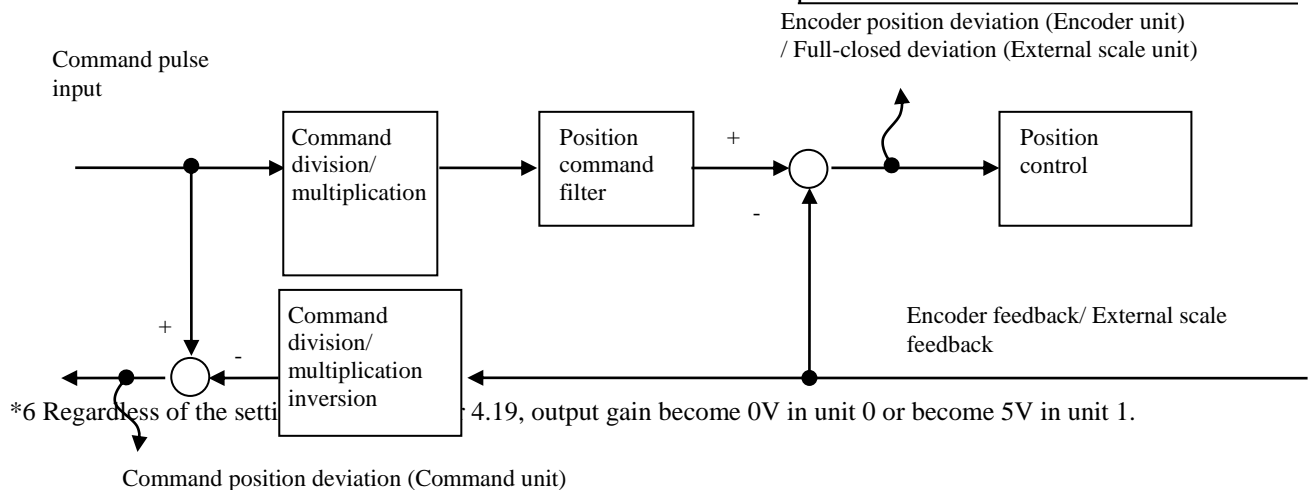 Encoder position deviation (Encoder unit)
/ Full-closed deviation (External scale unit)
Command pulse
input
Command
division/
multiplication
Position
command
filter
+
-
Position
control
Command
division/
multiplication
inversion
+
-
Encoder feedback/ External scale
feedback
*6 Regardless of the setti 4.19, output gain become 0V in unit 0 or become 5V in unit 1.
Command position deviation (Command unit)